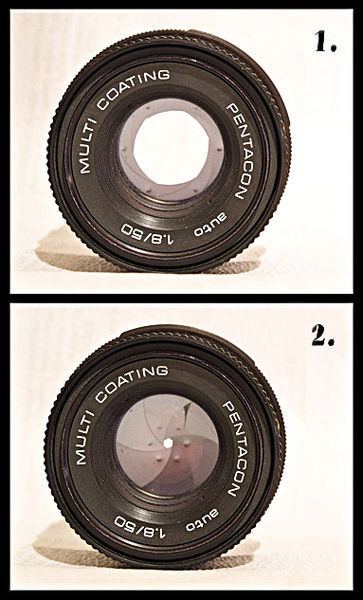 1.
MULTI COATING
PENTACON auto 1.8/50
2.
MULTI COATING
PENTACON auto 1.8/50